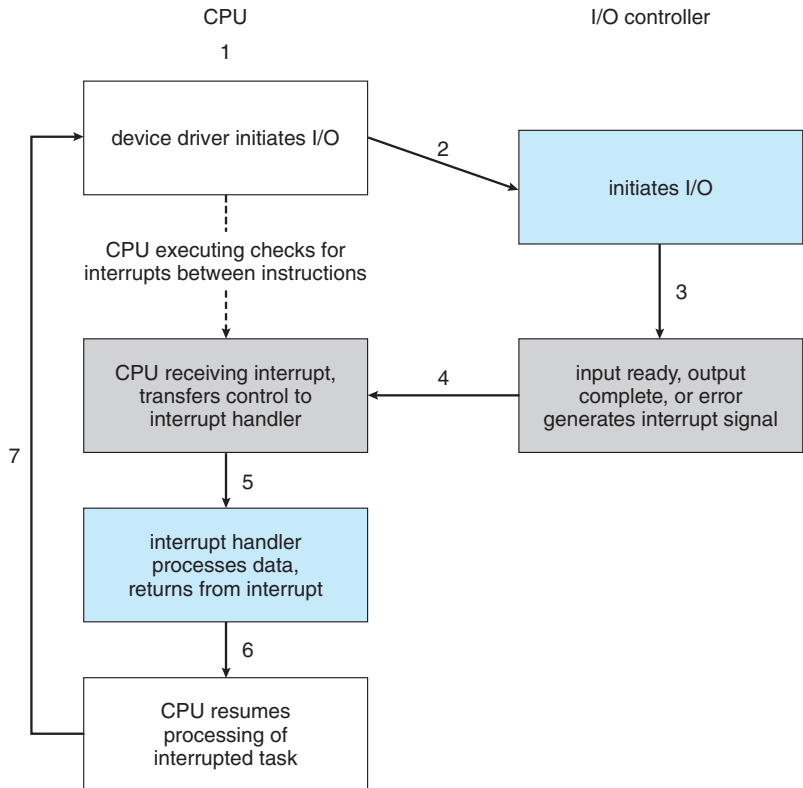 CPU
I/O controller
1
device driver initiates I/O
2
initiates I/O
CPU executing checks for
interrupts between instructions
3
CPU receiving interrupt,
transfers control to
interrupt handler
4
input ready, output
complete, or error
generates interrupt signal
7
5
interrupt handler
processes data,
returns from interrupt
6
CPU resumes
processing of
interrupted task